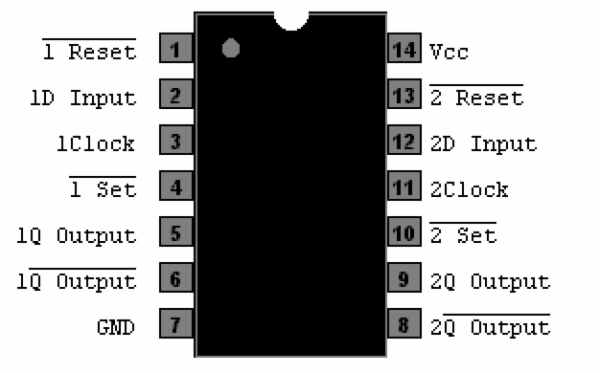 1 Reset 1 14 Vcc
1D Input 2 13 2 Reset
1Clock 3 12 2D Input
1 Set 4 11 2Clock
1Q Output 5 10 2 Set
1Q Output 6 9 2Q Output
GND 7 8 2Q Output